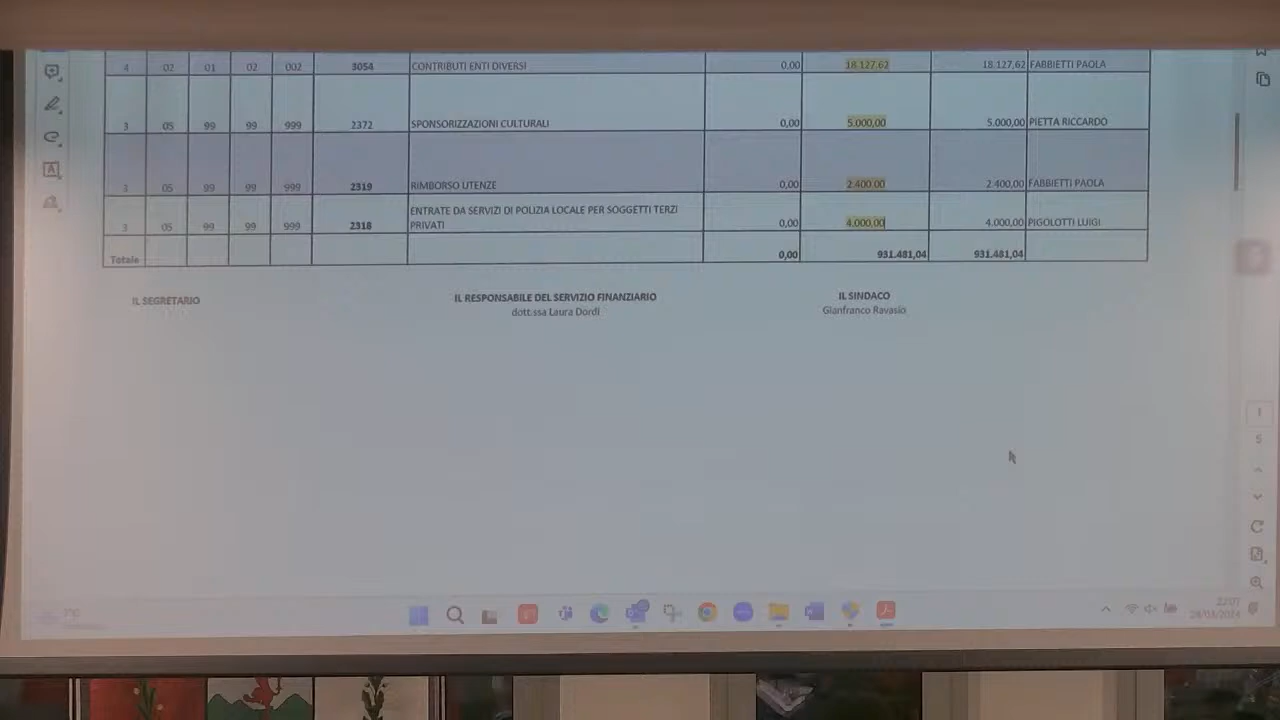 4 02 01 02 002 3054 CONTRIBUTI ENTI DIVERSI 0,00 18.127,62 18.127,62 FABBIETTI PAOLA
3 05 99 99 999 2372 SPONSORIZZAZIONI CULTURALI 0,00 5.000,00 5.000,00 PIETTA RICCARDO
3 05 99 99 999 2319 RIMBORSO UTENZE 0,00 2.400,00 2.400,00 FABBIETTI PAOLA
ENTRATE DA SERVIZI DI POLIZIA LOCALE PER SOGGETTI TERZI
3 05 99 99 999 2318 PRIVATI 0,00 4.000,00 4.000,00 PIGOLOTTI LUIGI
Totale 0,00 931.481,04 931.481,04
IL SEGRETARIO IL RESPONSABILE DEL SERVIZIO FINANZIARIO IL SINDACO
dott.ssa Laura Dordi Gianfranco Ravasio
1
5
22:07